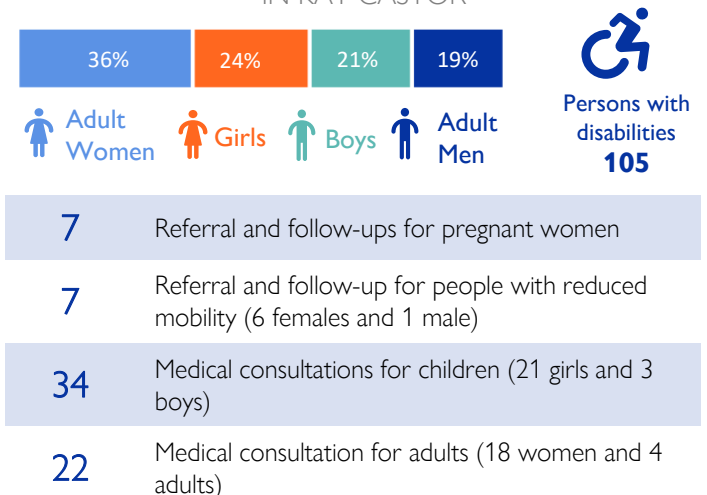 IN KAY CASTOR
36% 24% 21% 19%
Adult Women
Girls
Boys
Adult Men
Persons with
disabilities
105
7
Referral and follow-ups for pregnant women
7
Referral and follow-up for people with reduced
mobility (6 females and 1 male)
34
Medical consultations for children (21 girls and 3
boys)
22
Medical consultation for adults (18 women and 4
adults)